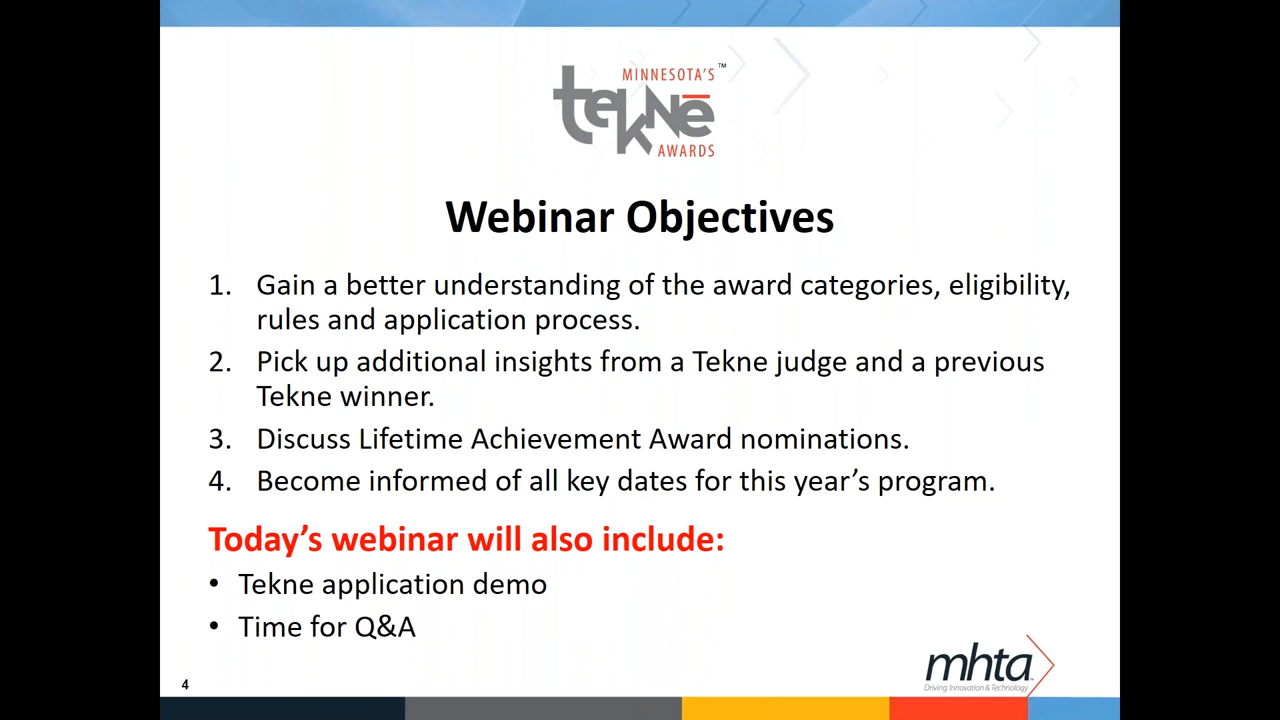 MINNESOTA'S™
teKNē
AWARDS
Webinar Objectives
1. Gain a better understanding of the award categories, eligibility,
rules and application process.
2. Pick up additional insights from a Tekne judge and a previous
Tekne winner.
3. Discuss Lifetime Achievement Award nominations.
4. Become informed of all key dates for this year’s program.
Today’s webinar will also include:
• Tekne application demo
• Time for Q&A
mhta
Driving Innovation & Technology
4